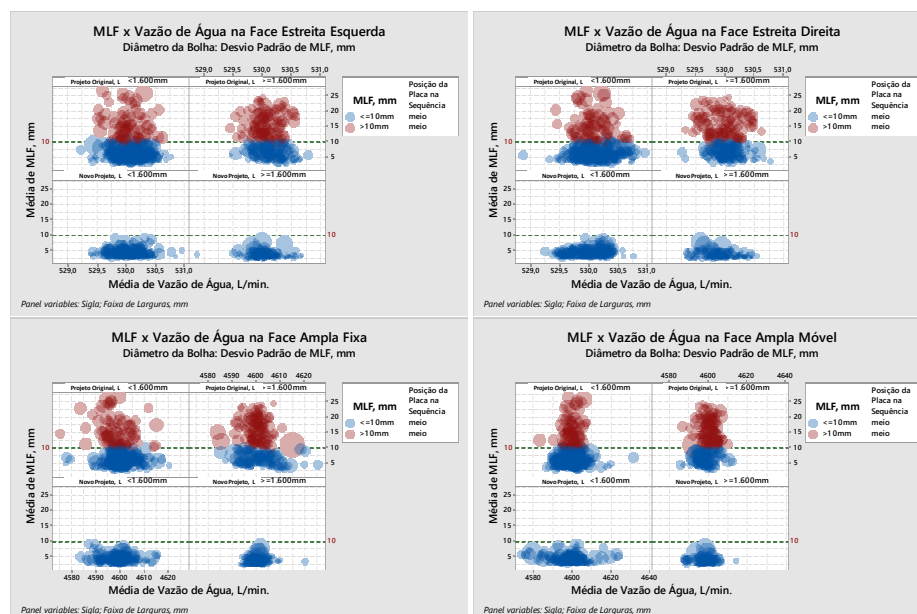 MLF x Vazão de Água na Face Estreita Esquerda
Diâmetro da Bolha: Desvio Padrão de MLF, mm
529,0 529,5 530,0 530,5 531,0
Projeto Original, L <1.600mm
Projeto Original, L >=1.600mm
Média de MLF, mm
10
25
20
15
10
5
Novo Projeto, L <1.600mm
Novo Projeto, L >=1.600mm
25
20
15
10
5
10
529,0 529,5 530,0 530,5 531,0
Média de Vazão de Água, L/min.
Panel variables: Sigla; Faixa de Larguras, mm
MLF, mm
Posição da
Placa na
Sequência
<=10mm meio
>10mm meio
MLF x Vazão de Água na Face Estreita Direita
Diâmetro da Bolha: Desvio Padrão de MLF, mm
529,0 529,5 530,0 530,5 531,0
Projeto Original, L <1.600mm
Projeto Original, L >=1.600mm
Média de MLF, mm
10
25
20
15
10
5
Novo Projeto, L <1.600mm
Novo Projeto, L >=1.600mm
25
20
15
10
5
10
529,0 529,5 530,0 530,5 531,0
Média de Vazão de Água, L/min.
Panel variables: Sigla; Faixa de Larguras, mm
MLF, mm
Posição da
Placa na
Sequência
<=10mm meio
>10mm meio
MLF x Vazão de Água na Face Ampla Fixa
Diâmetro da Bolha: Desvio Padrão de MLF, mm
4580 4590 4600 4610 4620
Projeto Original, L <1.600mm
Projeto Original, L >=1.600mm
Média de MLF, mm
10
25
20
15
10
5
Novo Projeto, L <1.600mm
Novo Projeto, L >=1.600mm
25
20
15
10
5
10
4580 4590 4600 4610 4620
Média de Vazão de Água, L/min.
Panel variables: Sigla; Faixa de Larguras, mm
MLF, mm
Posição da
Placa na
Sequência
<=10mm meio
>10mm meio
MLF x Vazão de Água na Face Ampla Móvel
Diâmetro da Bolha: Desvio Padrão de MLF, mm
4580 4600 4620 4640
Projeto Original, L <1.600mm
Projeto Original, L >=1.600mm
Média de MLF, mm
10
25
20
15
10
5
Novo Projeto, L <1.600mm
Novo Projeto, L >=1.600mm
25
20
15
10
5
10
4580 4600 4620 4640
Média de Vazão de Água, L/min.
Panel variables: Sigla; Faixa de Larguras, mm
MLF, mm
Posição da
Placa na
Sequência
<=10mm meio
>10mm meio